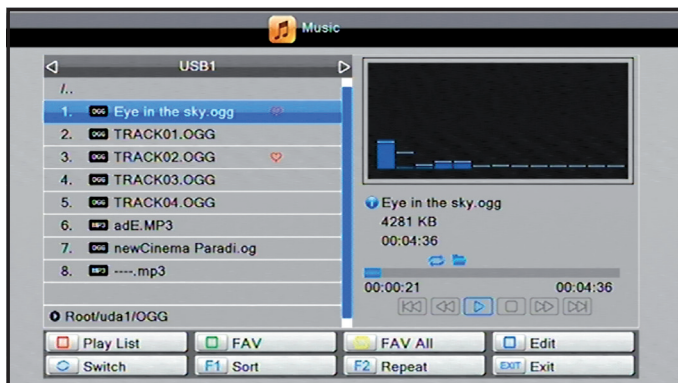 Music
USB1
/..
1. OGG Eye in the sky.ogg
2. OGG TRACK01.OGG
3. OGG TRACK02.OGG
4. OGG TRACK03.OGG
5. OGG TRACK04.OGG
6. MP3 adE.MP3
7. OGG newCinema Paradi.og
8. MP3 ----.mp3
Root/uda1/OGG
Eye in the sky.ogg
4281 KB
00:04:36
00:00:21 00:04:36
Play List FAV FAV All Edit
Switch F1 Sort F2 Repeat EXIT Exit